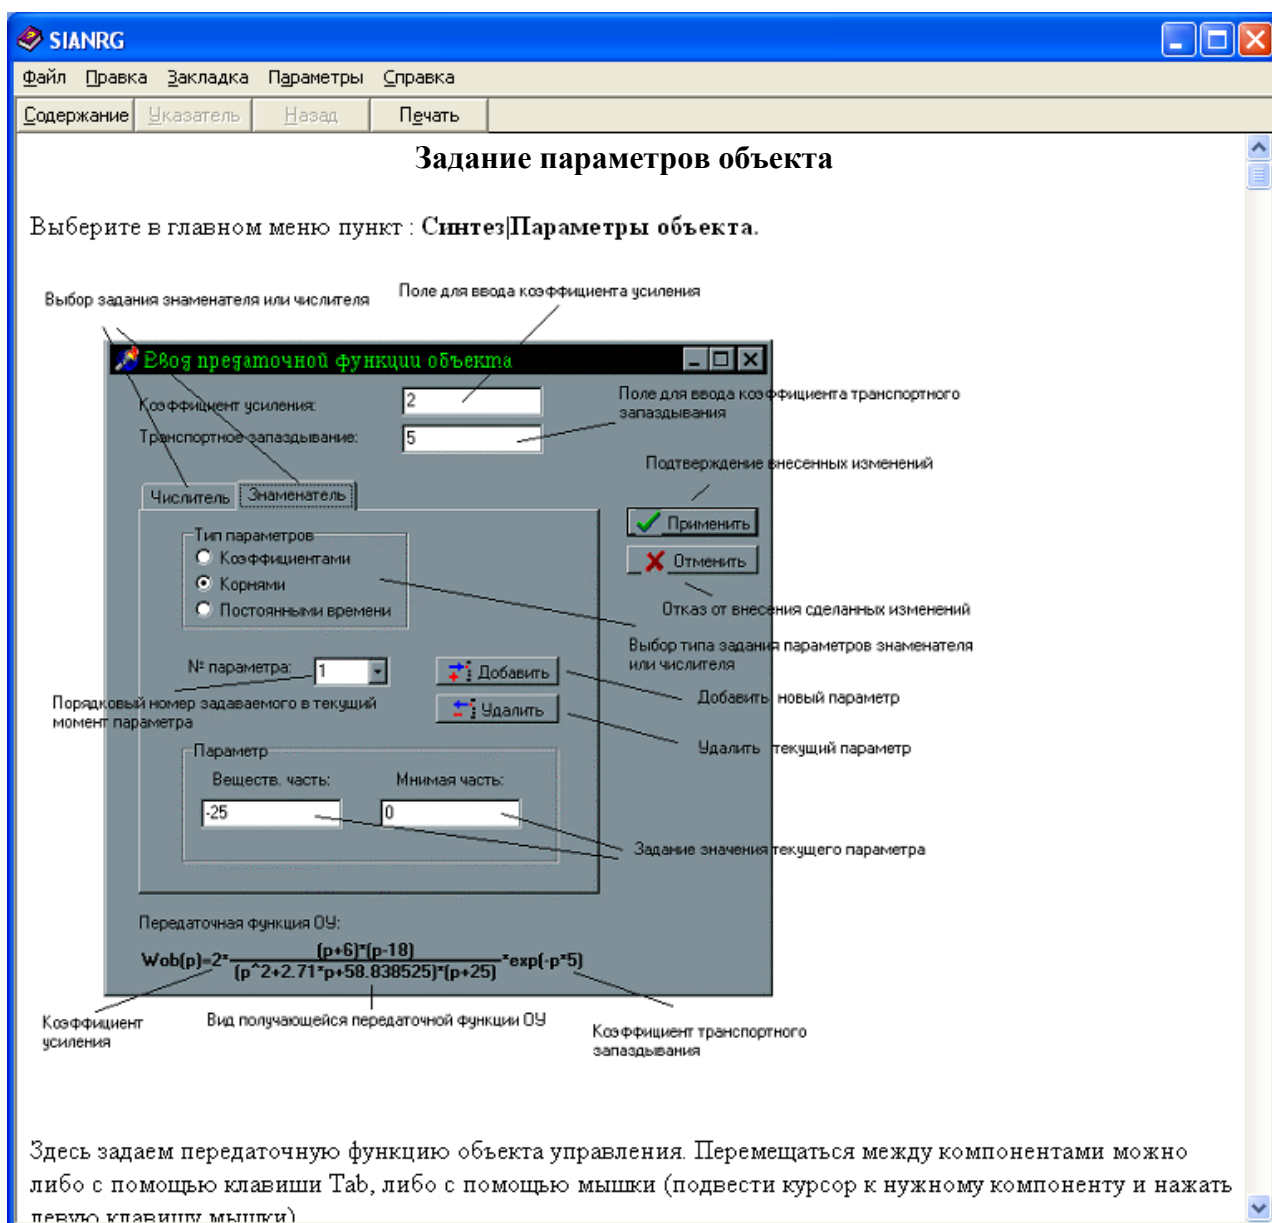 SIANRG
Файл Правка Закладка Параметры Справка
Содержание Указатель Назад Печать
Задание параметров объекта
Выберите в главном меню пункт : Синтез|Параметры объекта.
Выбор задания знаменателя или числителя
Поле для ввода коэффициента усиления
Ввод предаточной функции объекта
Коэффициент усиления: 2
Поле для ввода коэффициента транспортного
запаздывания
Транспортное запаздывание: 5
Подтверждение внесенных изменений
Числитель Знаменатель
Применить
Тип параметров
Коэффициентами
Отменить
Корнями
Постоянными времени
Отказ от внесения сделанных изменений
Выбор типа задания параметров знаменателя
или числителя
№ параметра: 1
Добавить
Добавить новый параметр
Порядковый номер задаваемого в текущий
момент параметра
Удалить
Удалить текущий параметр
Параметр
Веществ. часть: Мнимая часть:
-25 0
Задание значения текущего параметра
Передаточная функция ОУ:
(p+6)*(p-18)
Wob(p)=2* *exp(-p*5)
(p^2+2.71*p+58.838525)*(p+25)
Коэффициент
усиления
Вид получающейся передаточной функции ОУ
Коэффициент транспортного
запаздывания
Здесь задаем передаточную функцию объекта управления. Перемещаться между компонентами можно
либо с помощью клавиши Tab, либо с помощью мышки (подвести курсор к нужному компоненту и нажать
левую клавишу мышки)